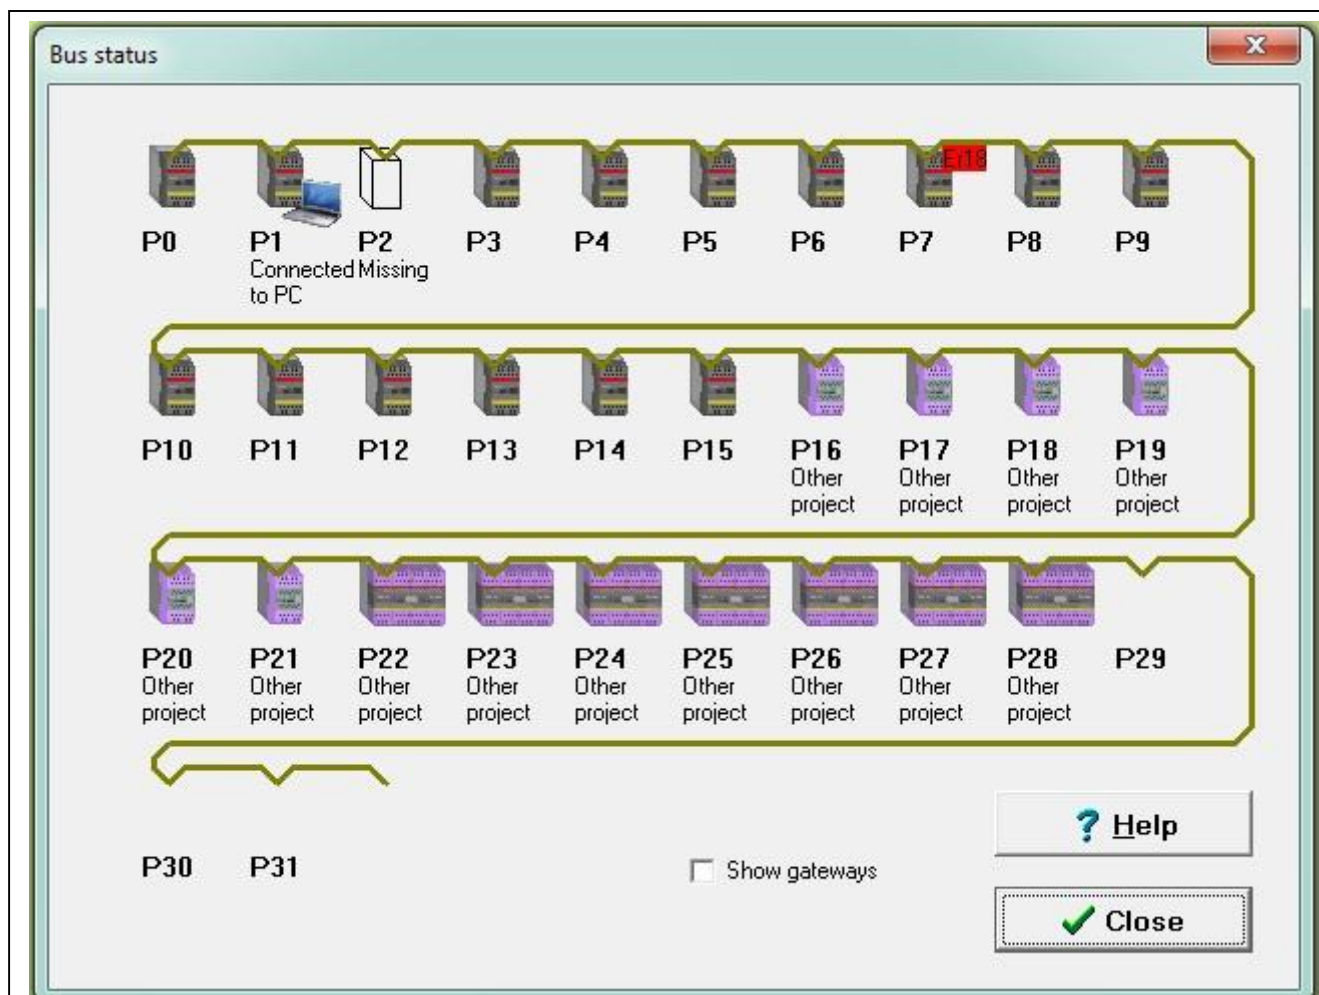 Bus status
Er18
P0 P1 P2 P3 P4 P5 P6 P7 P8 P9
Connected Missing
to PC
P10 P11 P12 P13 P14 P15 P16 P17 P18 P19
Other Other Other Other
project project project project
P20 P21 P22 P23 P24 P25 P26 P27 P28 P29
Other Other Other Other Other Other Other Other Other
project project project project project project project project project
? Help
P30 P31
Show gateways
Close